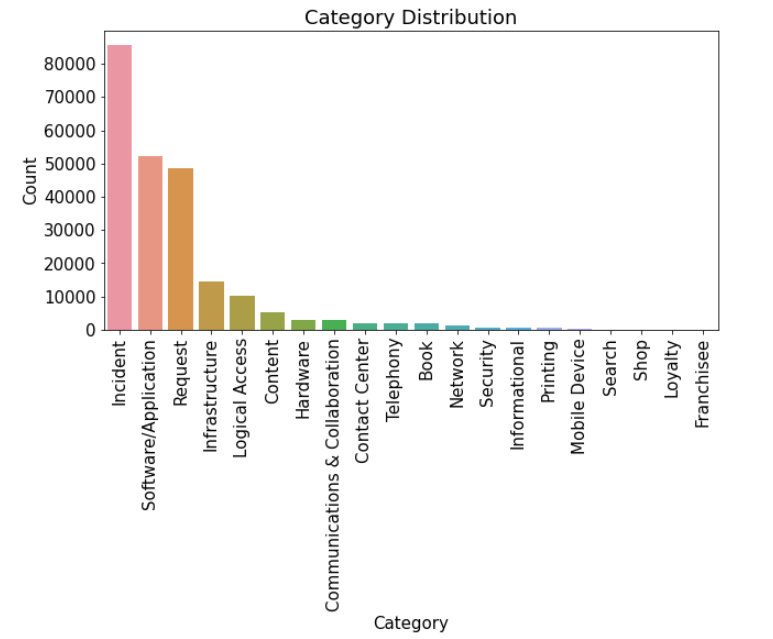 Category Distribution
Count
80000
70000
60000
50000
40000
30000
20000
10000
0
Incident
Software/Application
Request
Infrastructure
Logical Access
Content
Hardware
Communications & Collaboration
Contact Center
Telephony
Book
Network
Security
Informational
Printing
Mobile Device
Search
Shop
Loyalty
Franchisee
Category